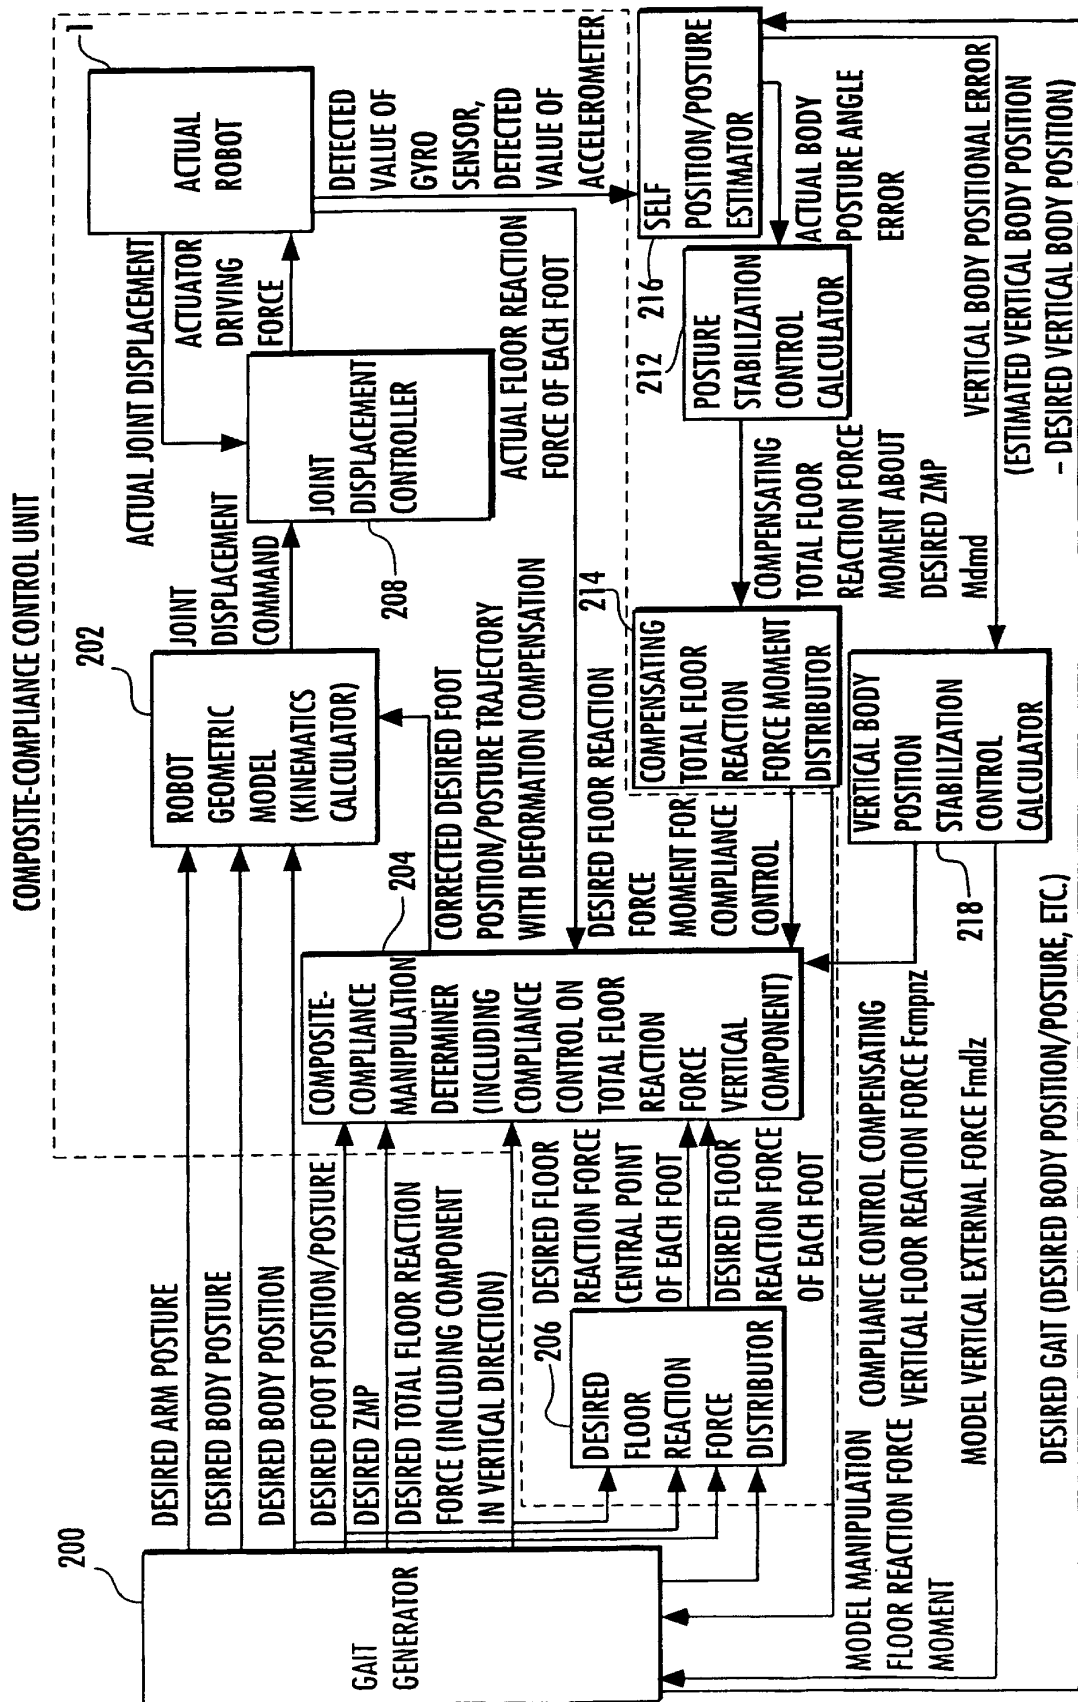 COMPOSITE-COMPLIANCE CONTROL UNIT
200
GAIT
GENERATOR
DESIRED ARM POSTURE
DESIRED BODY POSTURE
DESIRED BODY POSITION
DESIRED FOOT POSITION/POSTURE
DESIRED ZMP
DESIRED TOTAL FLOOR REACTION
FORCE (INCLUDING COMPONENT
IN VERTICAL DIRECTION)
206
DESIRED
FLOOR
REACTION
FORCE
DISTRIBUTOR
DESIRED FLOOR
REACTION FORCE
CENTRAL POINT
OF EACH FOOT
DESIRED FLOOR
REACTION FORCE
OF EACH FOOT
202
ROBOT
GEOMETRIC
MODEL
(KINEMATICS
CALCULATOR)
204
COMPOSITE-
COMPLIANCE
MANIPULATION
DETERMINER
(INCLUDING
COMPLIANCE
CONTROL ON
TOTAL FLOOR
REACTION
FORCE
VERTICAL
COMPONENT)
CORRECTED DESIRED FOOT
POSITION/POSTURE TRAJECTORY
WITH DEFORMATION COMPENSATION
JOINT
DISPLACEMENT
COMMAND
208
JOINT
DISPLACEMENT
CONTROLLER
ACTUAL JOINT DISPLACEMENT
ACTUATOR
DRIVING
FORCE
1
ACTUAL
ROBOT
DETECTED
VALUE OF
GYRO
SENSOR,
DETECTED
VALUE OF
ACCELEROMETER
ACTUAL FLOOR REACTION
FORCE OF EACH FOOT
DESIRED FLOOR REACTION
FORCE
MOMENT FOR
COMPLIANCE
CONTROL
214
COMPENSATING
TOTAL FLOOR
REACTION
FORCE MOMENT
DISTRIBUTOR
COMPENSATING
TOTAL FLOOR
REACTION FORCE
MOMENT ABOUT
DESIRED ZMP
Mdmd
212
POSTURE
STABILIZATION
CONTROL
CALCULATOR
216
SELF
POSITION/POSTURE
ESTIMATOR
ACTUAL BODY
POSTURE ANGLE
ERROR
VERTICAL BODY POSITIONAL ERROR
(ESTIMATED VERTICAL BODY POSITION
– DESIRED VERTICAL BODY POSITION)
VERTICAL BODY
POSITION
STABILIZATION
CONTROL
CALCULATOR
218
MODEL MANIPULATION
FLOOR REACTION FORCE
MOMENT
COMPLIANCE CONTROL COMPENSATING
VERTICAL FLOOR REACTION FORCE Fcmpnz
MODEL VERTICAL EXTERNAL FORCE Fmdlz
DESIRED GAIT (DESIRED BODY POSITION/POSTURE, ETC.)